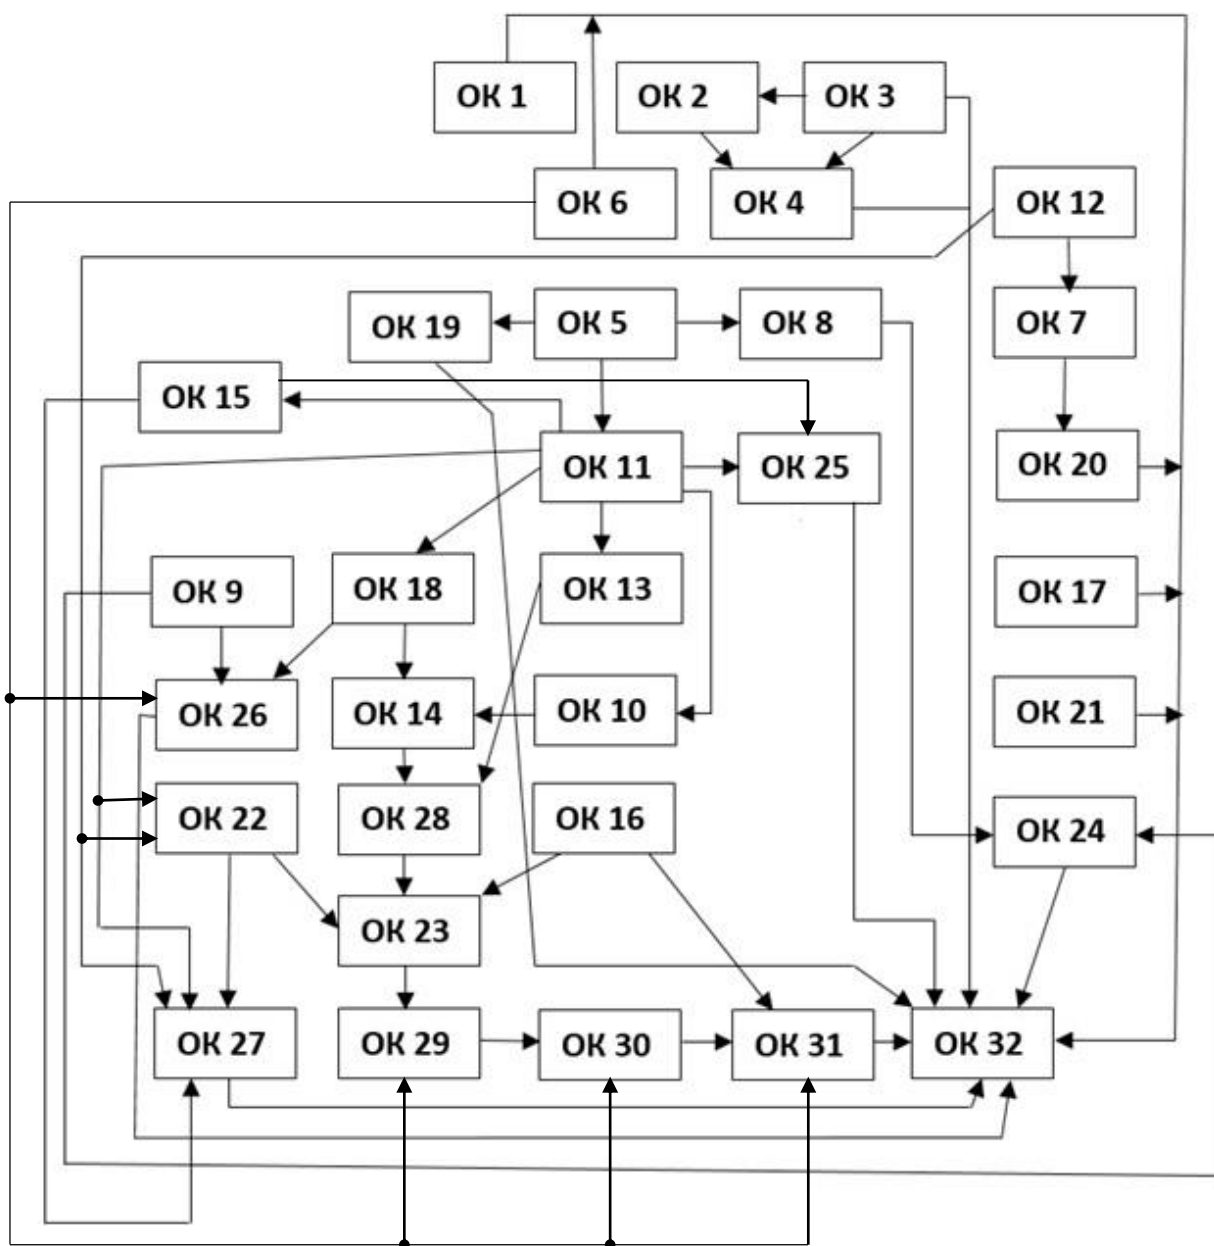 ОК 1
ОК 2
ОК 3
ОК 6
ОК 4
ОК 12
ОК 19
ОК 5
ОК 8
ОК 7
ОК 15
ОК 11
ОК 25
ОК 20
ОК 9
ОК 18
ОК 13
ОК 17
ОК 26
ОК 14
ОК 10
ОК 21
ОК 22
ОК 28
ОК 16
ОК 24
ОК 23
ОК 27
ОК 29
ОК 30
ОК 31
ОК 32